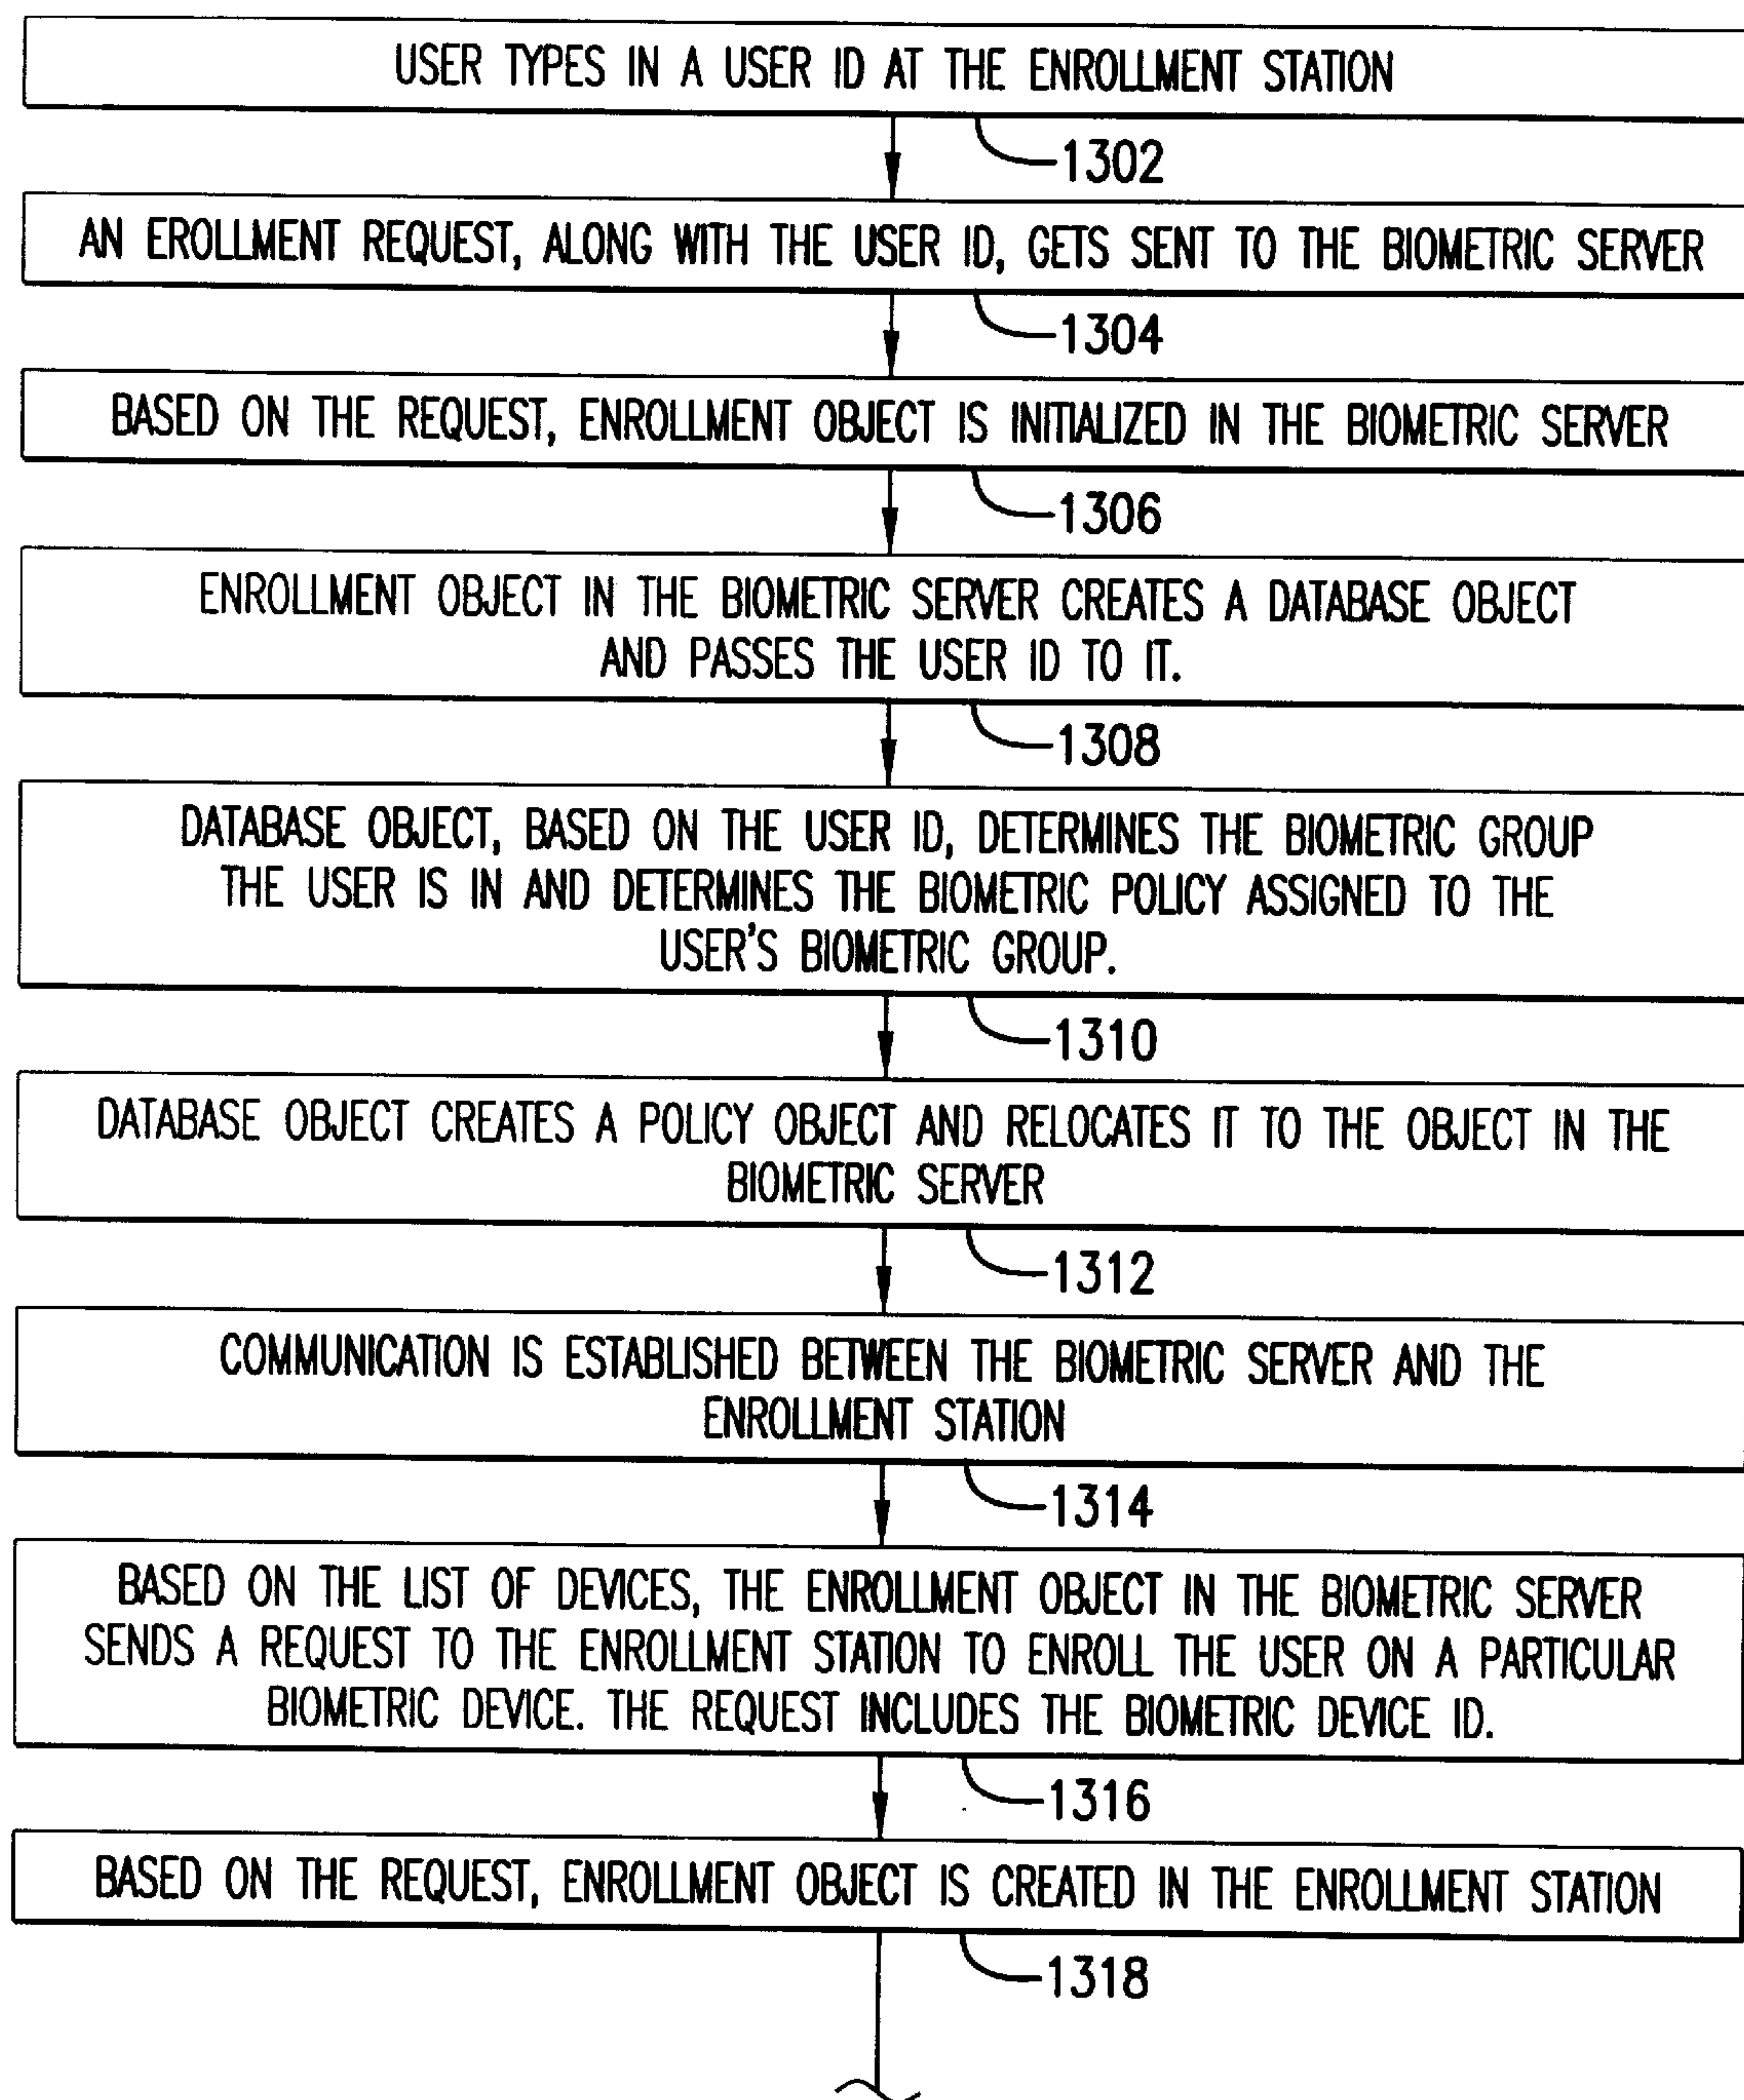 USER TYPES IN A USER ID AT THE ENROLLMENT STATION
1302
AN EROLLMENT REQUEST, ALONG WITH THE USER ID, GETS SENT TO THE BIOMETRIC SERVER
1304
BASED ON THE REQUEST, ENROLLMENT OBJECT IS INITIALIZED IN THE BIOMETRIC SERVER
1306
ENROLLMENT OBJECT IN THE BIOMETRIC SERVER CREATES A DATABASE OBJECT
AND PASSES THE USER ID TO IT.
1308
DATABASE OBJECT, BASED ON THE USER ID, DETERMINES THE BIOMETRIC GROUP
THE USER IS IN AND DETERMINES THE BIOMETRIC POLICY ASSIGNED TO THE
USER'S BIOMETRIC GROUP.
1310
DATABASE OBJECT CREATES A POLICY OBJECT AND RELOCATES IT TO THE OBJECT IN THE
BIOMETRIC SERVER
1312
COMMUNICATION IS ESTABLISHED BETWEEN THE BIOMETRIC SERVER AND THE
ENROLLMENT STATION
1314
BASED ON THE LIST OF DEVICES, THE ENROLLMENT OBJECT IN THE BIOMETRIC SERVER
SENDS A REQUEST TO THE ENROLLMENT STATION TO ENROLL THE USER ON A PARTICULAR
BIOMETRIC DEVICE. THE REQUEST INCLUDES THE BIOMETRIC DEVICE ID.
1316
BASED ON THE REQUEST, ENROLLMENT OBJECT IS CREATED IN THE ENROLLMENT STATION
1318